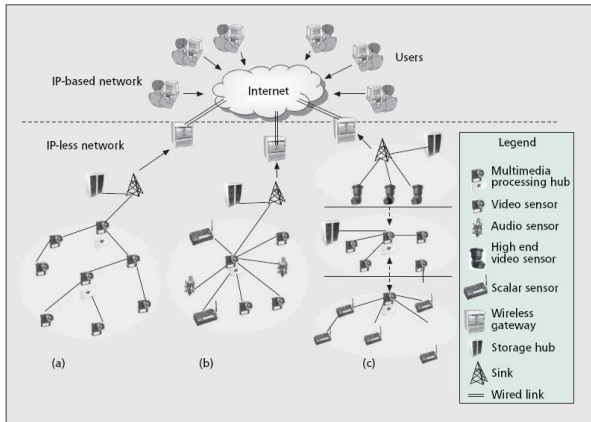 Users
IP-based network
Internet
IP-less network
Legend
Multimedia
processing hub
Video sensor
Audio sensor
High end
video sensor
Scalar sensor
Wireless
gateway
Storage hub
Sink
Wired link
(a)
(b)
(c)